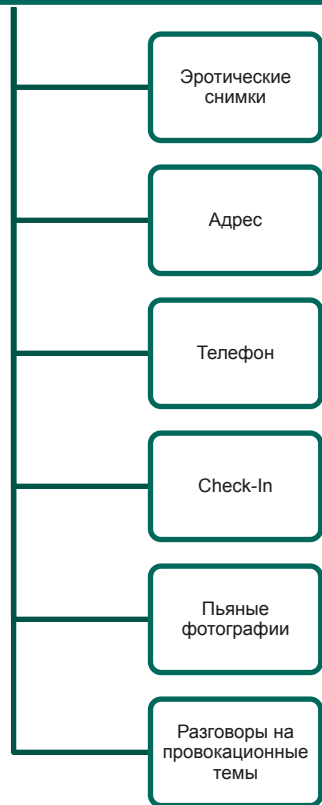 Эротические
снимки
Адрес
Телефон
Check-In
Пьяные
фотографии
Разговоры на
провокационные
темы